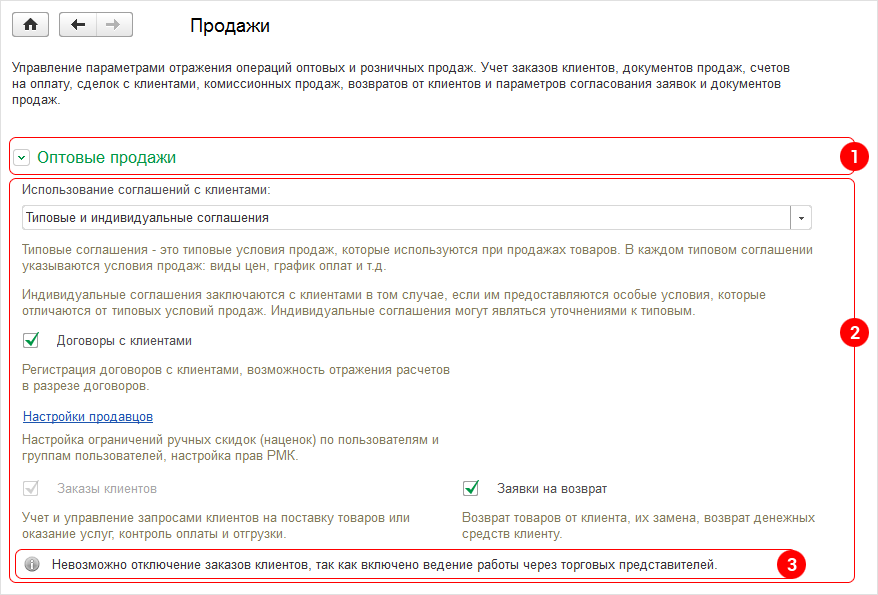 Продажи
Управление параметрами отражения операций оптовых и розничных продаж. Учет заказов клиентов, документов продаж, счетов
на оплату, сделок с клиентами, комиссионных продаж, возвратов от клиентов и параметров согласования заявок и документов
продаж.
Оптовые продажи
1
Использование соглашений с клиентами:
Типовые и индивидуальные соглашения
Типовые соглашения - это типовые условия продаж, которые используются при продажах товаров. В каждом типовом соглашении
указываются условия продаж: виды цен, график оплат и т.д.
Индивидуальные соглашения заключаются с клиентами в том случае, если им предоставляются особые условия, которые
отличаются от типовых условий продаж. Индивидуальные соглашения могут являться уточнениями к типовым.
2
Договоры с клиентами
Регистрация договоров с клиентами, возможность отражения расчетов
в разрезе договоров.
Настройки продавцов
Настройка ограничений ручных скидок (наценок) по пользователям и
группам пользователей, настройка прав РМК.
Заказы клиентов
Учет и управление запросами клиентов на поставку товаров или
оказание услуг, контроль оплаты и отгрузки.
Заявки на возврат
Возврат товаров от клиента, их замена, возврат денежных
средств клиенту.
Невозможно отключение заказов клиентов, так как включено ведение работы через торговых представителей.
3